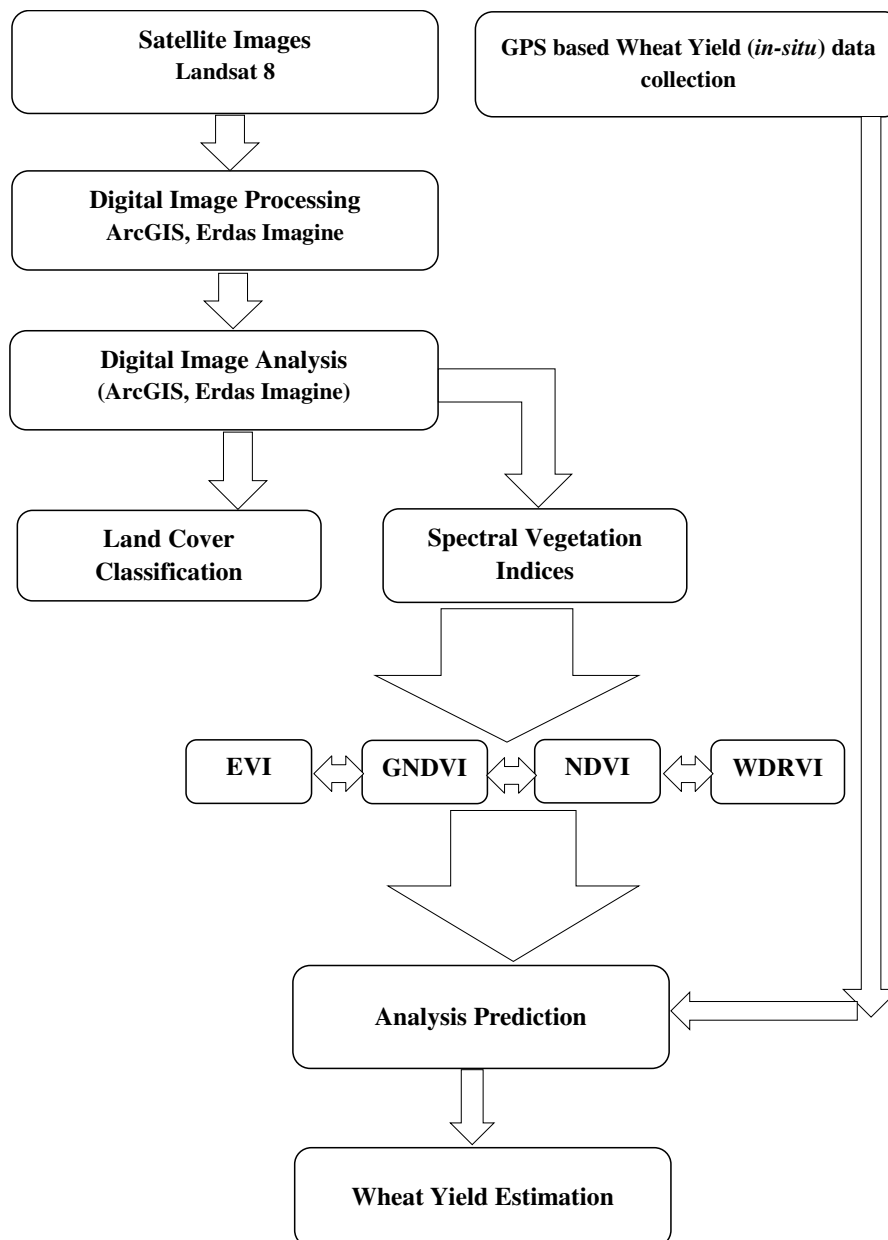 Satellite Images
Landsat 8
GPS based Wheat Yield (in-situ) data
collection
Digital Image Processing
ArcGIS, Erdas Imagine
Digital Image Analysis
(ArcGIS, Erdas Imagine)
Land Cover
Classification
Spectral Vegetation
Indices
EVI
GNDVI
NDVI
WDRVI
Analysis Prediction
Wheat Yield Estimation